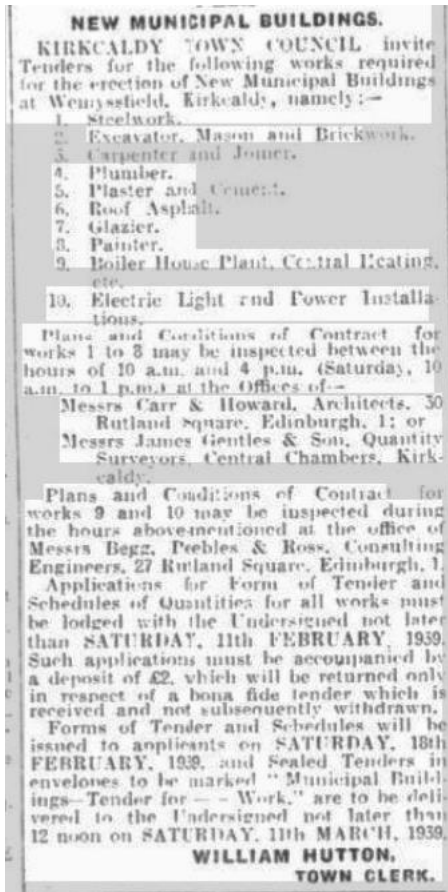 NEW MUNICIPAL BUILDINGS.
KIRKCALDY TOWN COUNCIL invite
Tenders for the following works required
for the erection of New Municipal Buildings
at Wemyssfield, Kirkcaldy, namely:—
1. Steelwork.
2. Excavator, Mason and Brickwork.
3. Carpenter and Joiner.
4. Plumber.
5. Plaster and Cement.
6. Roof Asphalt.
7. Glazier.
8. Painter.
9. Boiler House Plant, Central Heating,
etc.
10. Electric Light and Power Installa-
tions.
Plans and Conditions of Contract for
works 1 to 8 may be inspected between the
hours of 10 a.m. and 4 p.m. (Saturday, 10
a.m. to 1 p.m.) at the Offices of—
Messrs Carr & Howard, Architects, 30
Rutland Square, Edinburgh, 1; or
Messrs James Gentles & Son, Quantity
Surveyors, Central Chambers, Kirk-
caldy.
Plans and Conditions of Contract for
works 9 and 10 may be inspected during
the hours above-mentioned at the office of
Messrs Begg, Peebles & Ross, Consulting
Engineers, 27 Rutland Square, Edinburgh, 1.
Applications for Form of Tender and
Schedules of Quantities for all works must
be lodged with the Undersigned not later
than SATURDAY, 11th FEBRUARY, 1939.
Such applications must be accompanied by
a deposit of £2, which will be returned only
in respect of a bona fide tender which is
received and not subsequently withdrawn.
Forms of Tender and Schedules will be
issued to applicants on SATURDAY, 18th
FEBRUARY, 1939, and Sealed Tenders in
envelopes to be marked "Municipal Build-
ings—Tender for — — Work," are to be deli-
vered to the Undersigned not later than
12 noon on SATURDAY, 11th MARCH, 1939.
WILLIAM HUTTON,
TOWN CLERK.